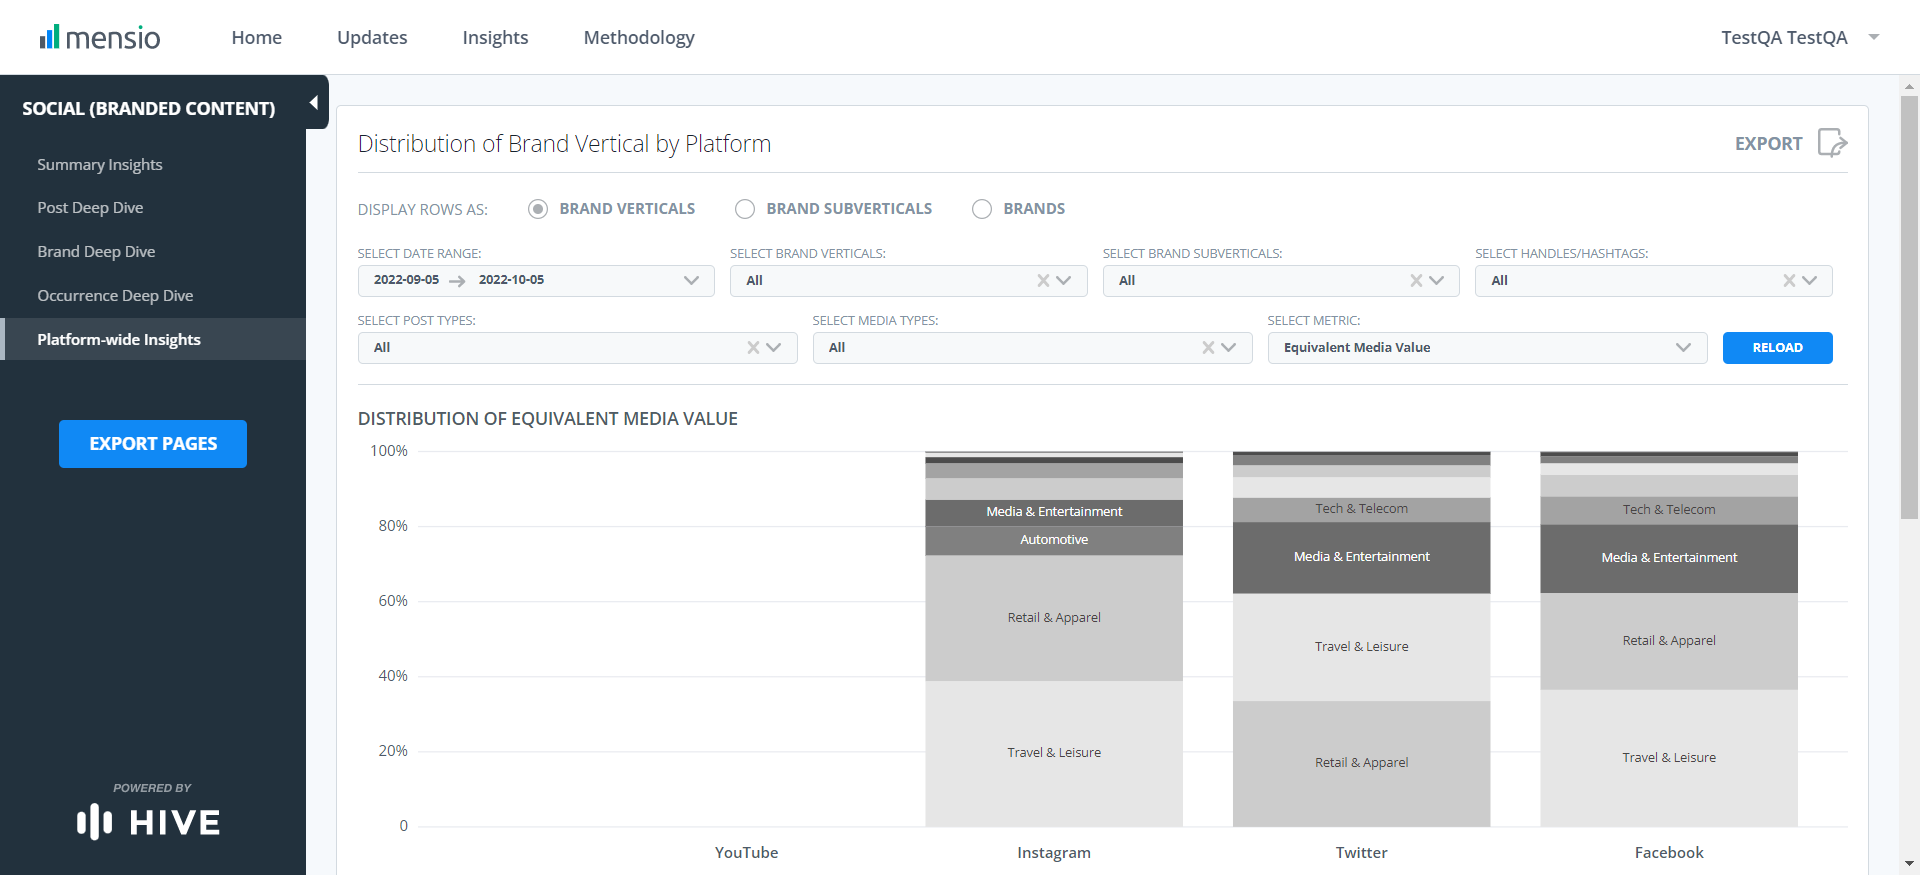 mensio
Home Updates Insights Methodology
TestQA TestQA
SOCIAL (BRANDED CONTENT)
Summary Insights
Post Deep Dive
Brand Deep Dive
Occurrence Deep Dive
Platform-wide Insights
EXPORT PAGES
POWERED BY
HIVE
Distribution of Brand Vertical by Platform
EXPORT
DISPLAY ROWS AS: BRAND VERTICALS BRAND SUBVERTICALS BRANDS
SELECT DATE RANGE: SELECT BRAND VERTICALS: SELECT BRAND SUBVERTICALS: SELECT HANDLES/HASHTAGS:
2022-09-05 → 2022-10-05 All All All
SELECT POST TYPES: SELECT MEDIA TYPES: SELECT METRIC:
All All Equivalent Media Value RELOAD
DISTRIBUTION OF EQUIVALENT MEDIA VALUE
100%
80%
60%
40%
20%
0
Media & Entertainment
Automotive
Retail & Apparel
Travel & Leisure
Tech & Telecom
Media & Entertainment
Travel & Leisure
Retail & Apparel
Tech & Telecom
Media & Entertainment
Retail & Apparel
Travel & Leisure
YouTube Instagram Twitter Facebook